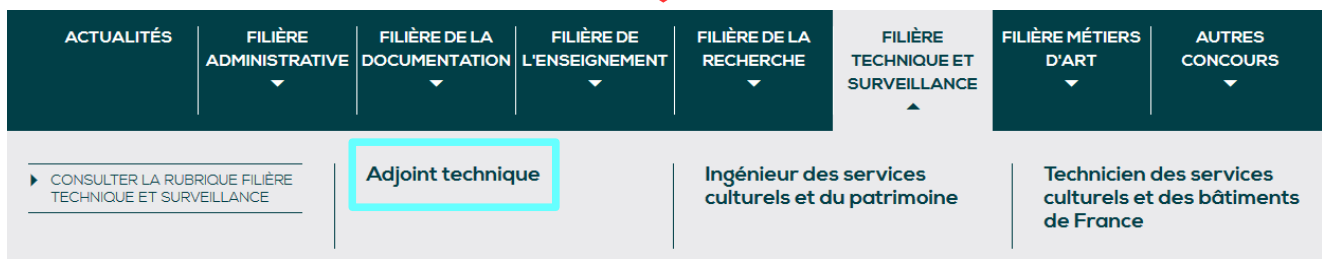 ACTUALITÉS
FILIÈRE
ADMINISTRATIVE
FILIÈRE DE LA
DOCUMENTATION
FILIÈRE DE
L'ENSEIGNEMENT
FILIÈRE DE LA
RECHERCHE
FILIÈRE
TECHNIQUE ET
SURVEILLANCE
FILIÈRE MÉTIERS
D'ART
AUTRES
CONCOURS
CONSULTER LA RUBRIQUE FILIÈRE
TECHNIQUE ET SURVEILLANCE
Adjoint technique
Ingénieur des services
culturels et du patrimoine
Technicien des services
culturels et des bâtiments
de France